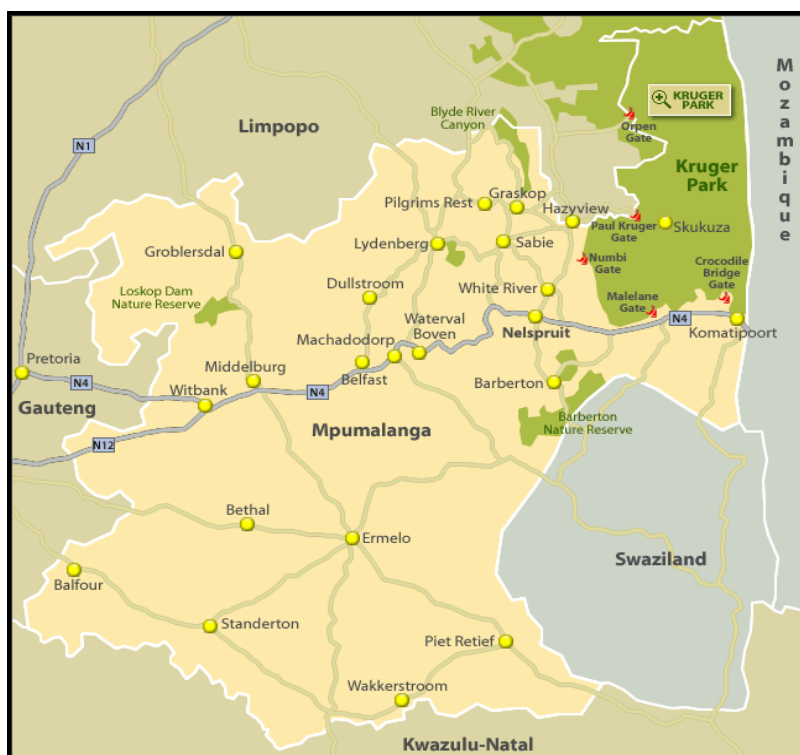 Mozambique
KRUGER
PARK
Blyde River
Canyon
Limpopo
Orpen
Gate
N1
Kruger
Park
Graskop
Pilgrims Rest
Hazyview
Paul Kruger
Gate
Skukuza
Groblersdal
Lydenberg
Sabie
Numbi
Gate
Crocodile
Bridge
Gate
Loskop Dam
Nature Reserve
Dullstroom
White River
Malelane
Gate
Waterval
Boven
Machadodorp
Nelspruit
N4
Komatipoort
Pretoria
N4
Middelburg
Belfast
Witbank
N4
Barberton
Gauteng
Barberton
Nature Reserve
N12
Mpumalanga
Bethal
Ermelo
Swaziland
Balfour
Standerton
Piet Retief
Wakkerstroom
Kwazulu-Natal